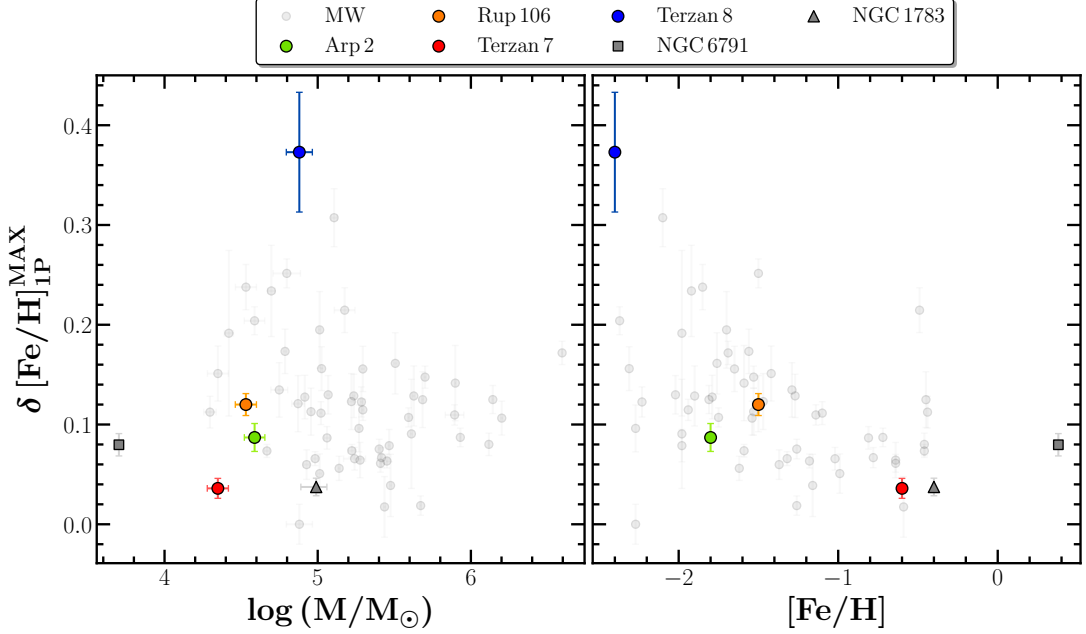 MW Rup 106 Terzan 8 NGC 1783
Arp 2 Terzan 7 NGC 6791
0.4
0.3
0.2
0.1
0.0
δ [Fe/H]₁ₚᴹᴬˣ
4 5 6 −2 −1 0
log (M/M⊙) [Fe/H]